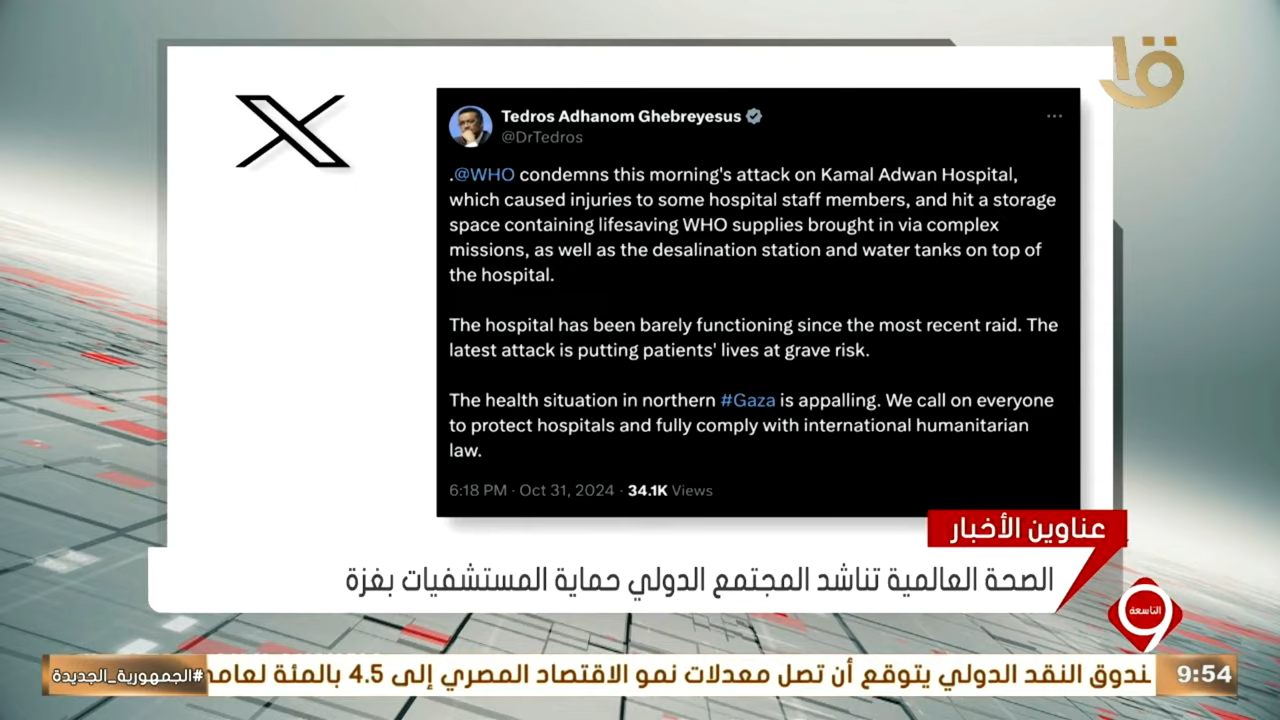 Tedros Adhanom Ghebreyesus
@DrTedros
.@WHO condemns this morning's attack on Kamal Adwan Hospital,
which caused injuries to some hospital staff members, and hit a storage
space containing lifesaving WHO supplies brought in via complex
missions, as well as the desalination station and water tanks on top of
the hospital.
The hospital has been barely functioning since the most recent raid. The
latest attack is putting patients' lives at grave risk.
The health situation in northern #Gaza is appalling. We call on everyone
to protect hospitals and fully comply with international humanitarian
law.
6:18 PM · Oct 31, 2024 · 34.1K Views
عناوين الأخبار
الصحة العالمية تناشد المجتمع الدولي حماية المستشفيات بغزة
التاسعة
9
ندوق النقد الدولي يتوقع أن تصل معدلات نمو الاقتصاد المصري إلى 4.5 بالمئة لعام
#الجمهورية_الجديدة
9:54